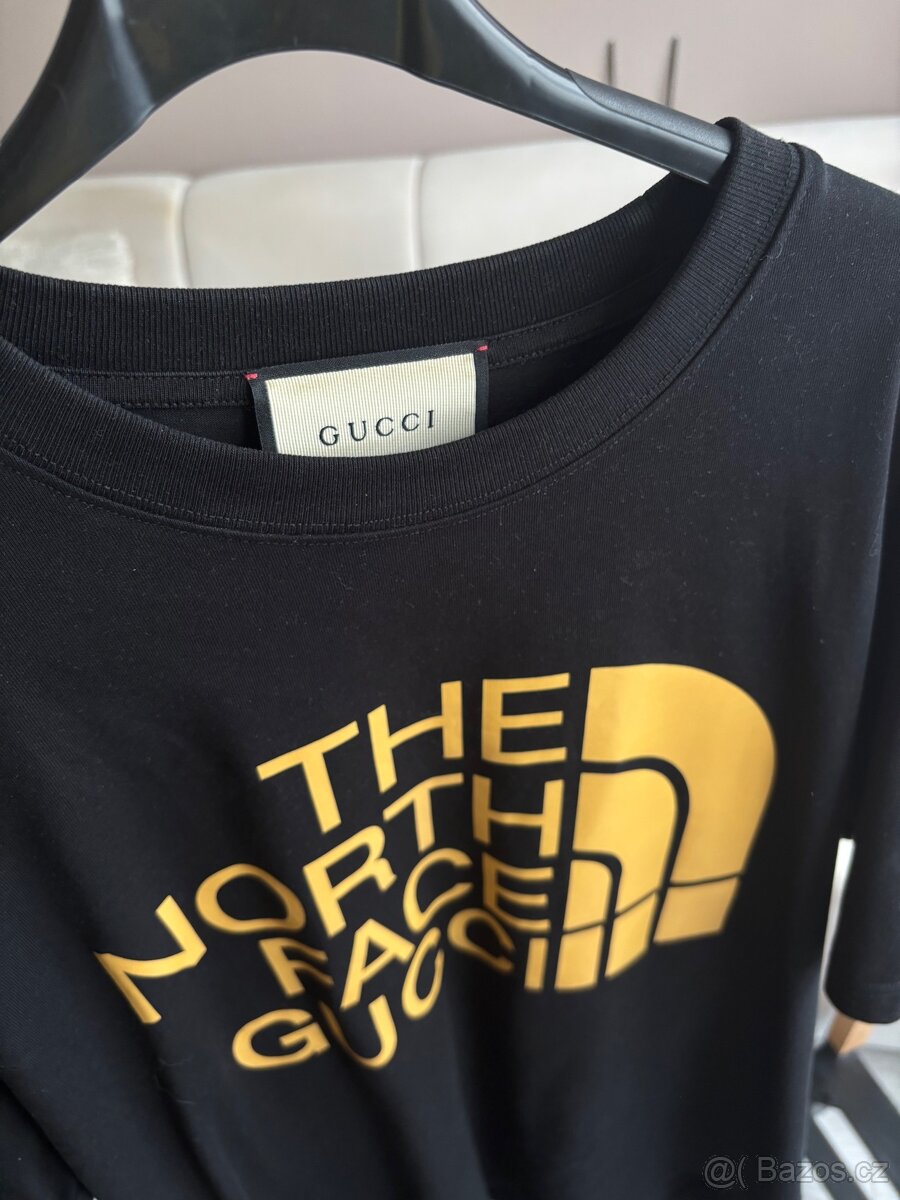 GUCCI
THE
NORTH
FACE
GUCCI
@( Bazos.cz